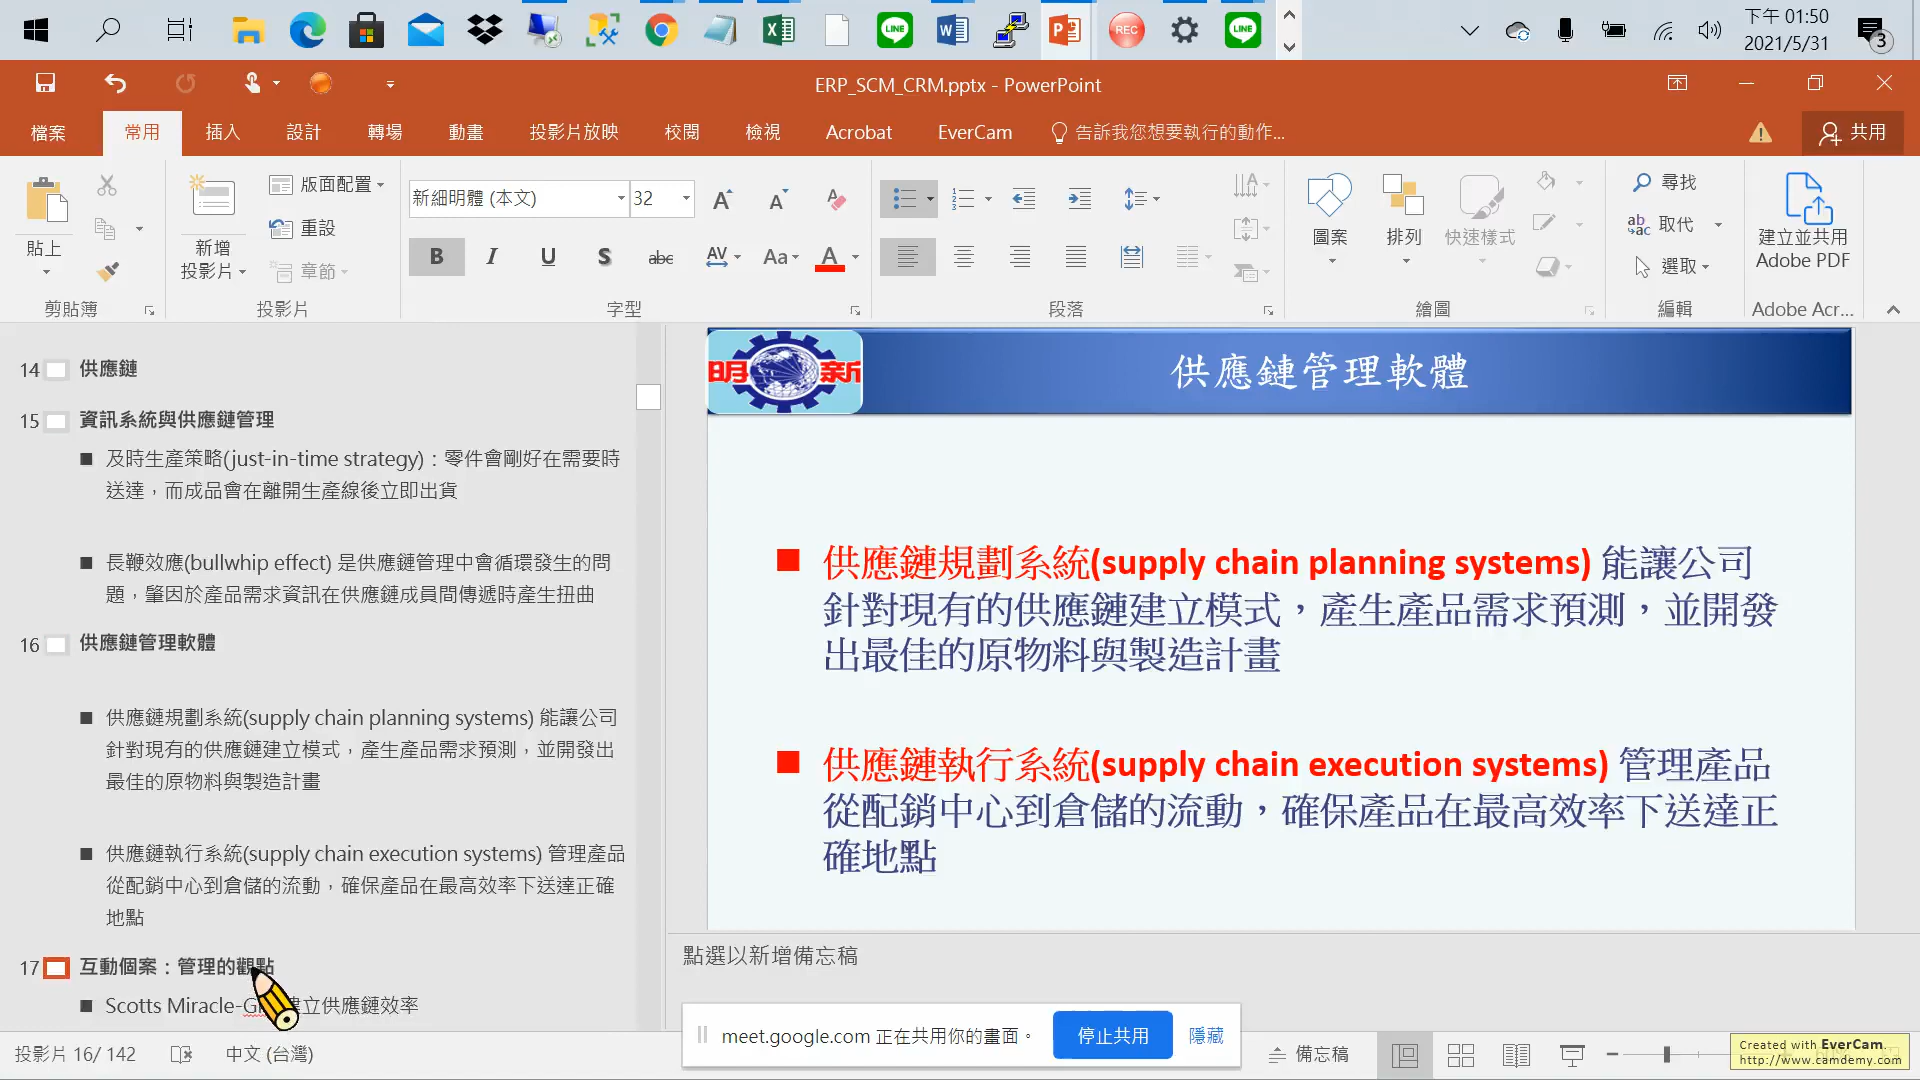 下午 01:50
2021/5/31
3
ERP_SCM_CRM.pptx - PowerPoint
檔案 常用 插入 設計 轉場 動畫 投影片放映 校閱 檢視 Acrobat EverCam 告訴我您想要執行的動作... 共用
貼上
剪貼簿
新增
投影片
版面配置
重設
章節
投影片
新細明體 (本文) 32
B I U S abc AV Aa A
字型
段落
圖案 排列 快速樣式
繪圖
尋找
取代
選取
編輯
建立並共用
Adobe PDF
Adobe Acr...
14 供應鏈
15 資訊系統與供應鏈管理
及時生產策略(just-in-time strategy)：零件會剛好在需要時
送達，而成品會在離開生產線後立即出貨
長鞭效應(bullwhip effect) 是供應鏈管理中會循環發生的問
題，肇因於產品需求資訊在供應鏈成員間傳遞時產生扭曲
16 供應鏈管理軟體
供應鏈規劃系統(supply chain planning systems) 能讓公司
針對現有的供應鏈建立模式，產生產品需求預測，並開發出
最佳的原物料與製造計畫
供應鏈執行系統(supply chain execution systems) 管理產品
從配銷中心到倉儲的流動，確保產品在最高效率下送達正確
地點
17 互動個案：管理的觀點
Scotts Miracle-G 立供應鏈效率
明新
供應鏈管理軟體
供應鏈規劃系統(supply chain planning systems) 能讓公司
針對現有的供應鏈建立模式，產生產品需求預測，並開發
出最佳的原物料與製造計畫
供應鏈執行系統(supply chain execution systems) 管理產品
從配銷中心到倉儲的流動，確保產品在最高效率下送達正
確地點
點選以新增備忘稿
meet.google.com 正在共用你的畫面。 停止共用 隱藏
投影片 16/ 142 中文 (台灣) 備忘稿
Created with EverCam.
http://www.camdemy.com